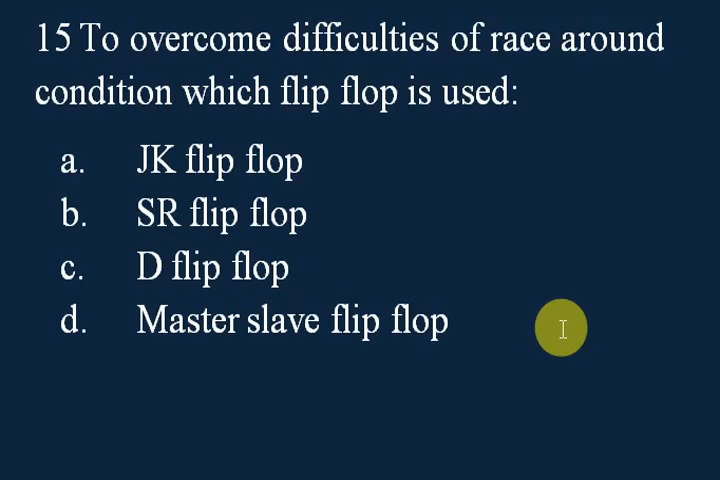 15 To overcome difficulties of race around
condition which flip flop is used:
a. JK flip flop
b. SR flip flop
c. D flip flop
d. Master slave flip flop